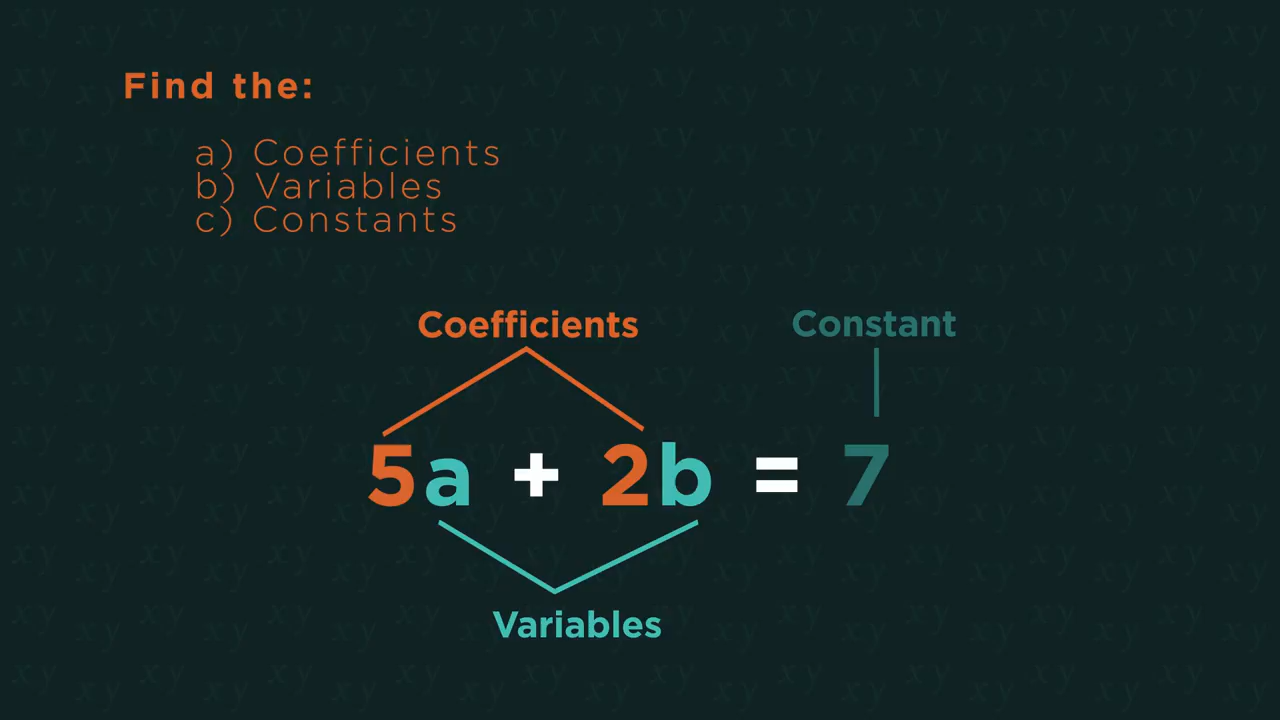 Find the:
a) Coefficients
b) Variables
c) Constants
Coefficients Constant
5a + 2b = 7
Variables